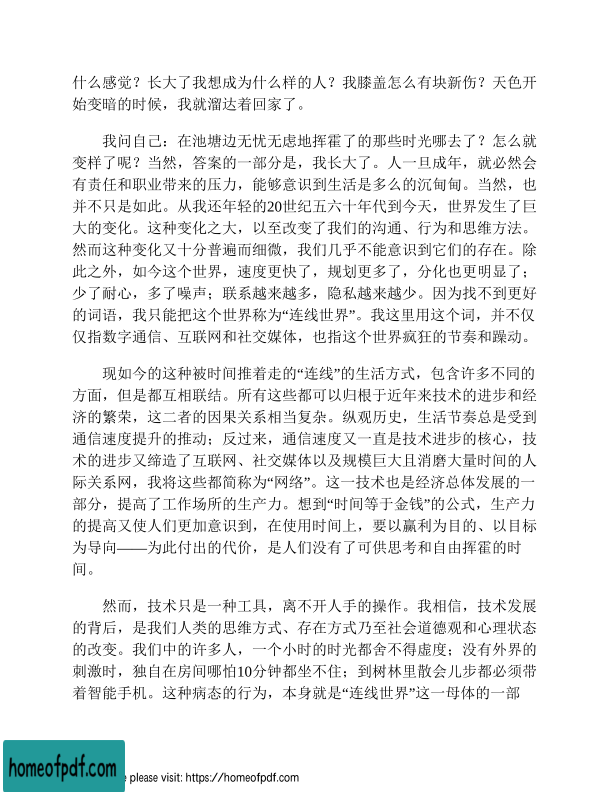 什么感觉？长大了我想成为什么样的人？我膝盖怎么有块新伤？天色开
始变暗的时候，我就溜达着回家了。
我问自己：在池塘边无忧无虑地挥霍了的那些时光哪去了？怎么就
变样了呢？当然，答案的一部分是，我长大了。人一旦成年，就必然会
有责任和职业带来的压力，能够意识到生活是多么的沉甸甸。当然，也
并不只是如此。从我还年轻的20世纪五六十年代到今天，世界发生了巨
大的变化。这种变化之大，以至改变了我们的沟通、行为和思维方法。
然而这种变化又十分普遍而细微，我们几乎不能意识到它们的存在。除
此之外，如今这个世界，速度更快了，规划更多了，分化也更明显了；
少了耐心，多了噪声；联系越来越多，隐私越来越少。因为找不到更好
的词语，我只能把这个世界称为“连线世界”。我这里用这个词，并不仅
仅指数字通信、互联网和社交媒体，也指这个世界疯狂的节奏和躁动。
现如今的这种被时间推着走的“连线”的生活方式，包含许多不同的
方面，但是都互相联结。所有这些都可以归根于近年来技术的进步和经
济的繁荣，这二者的因果关系相当复杂。纵观历史，生活节奏总是受到
通信速度提升的推动；反过来，通信速度又一直是技术进步的核心，技
术的进步又缔造了互联网、社交媒体以及规模巨大且消磨大量时间的人
际关系网，我将这些都简称为“网络”。这一技术也是经济总体发展的一
部分，提高了工作场所的生产力。想到“时间等于金钱”的公式，生产力
的提高又使人们更加意识到，在使用时间上，要以赢利为目的、以目标
为导向——为此付出的代价，是人们没有了可供思考和自由挥霍的时
间。
然而，技术只是一种工具，离不开人手的操作。我相信，技术发展
的背后，是我们人类的思维方式、存在方式乃至社会道德观和心理状态
的改变。我们中的许多人，一个小时的时光都舍不得虚度；没有外界的
刺激时，独自在房间哪怕10分钟都坐不住；到树林里散会儿步都必须带
着智能手机。这种病态的行为，本身就是“连线世界”这一母体的一部
homeofpdf.com
e please visit: https://homeofpdf.com